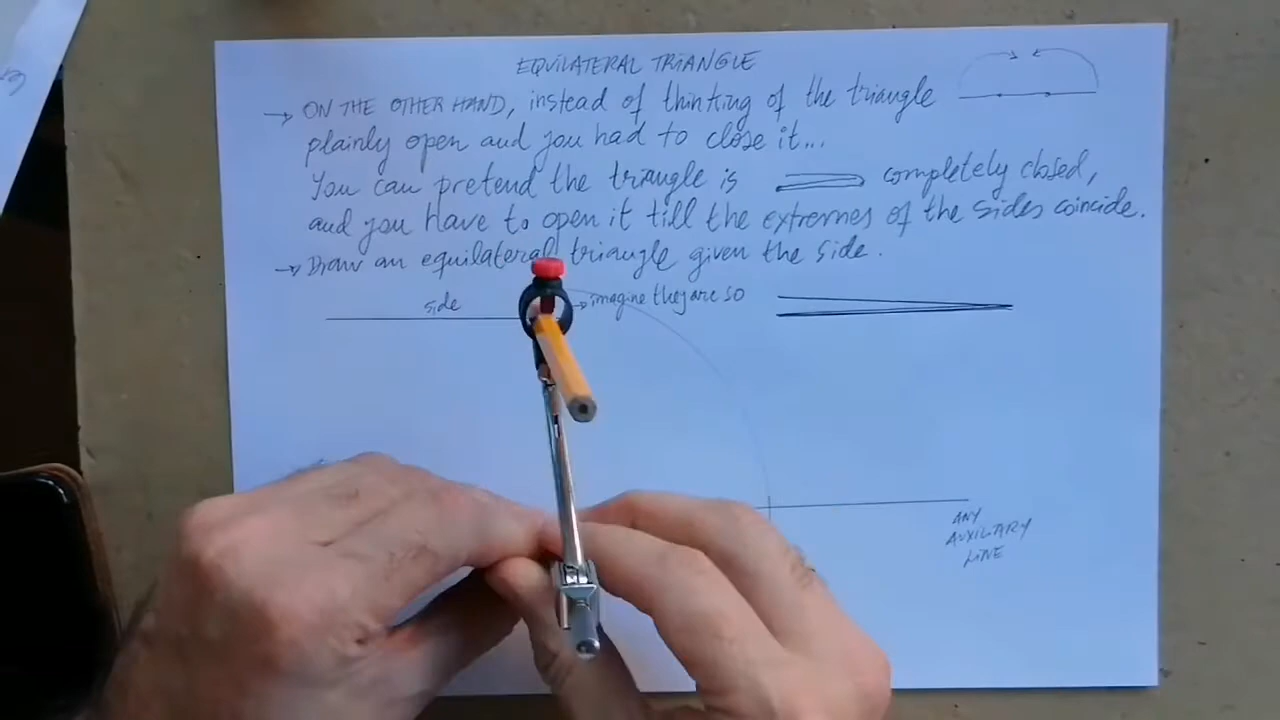 EQUILATERAL TRIANGLE
→ ON THE OTHER HAND, instead of thinking of the triangle
plainly open and you had to close it...
You can pretend the triangle is completely closed,
and you have to open it till the extremes of the sides coincide.
→ Draw an equilateral triangle given the side.
side
→ imagine they are so
ANY
AUXILIARY
LINE